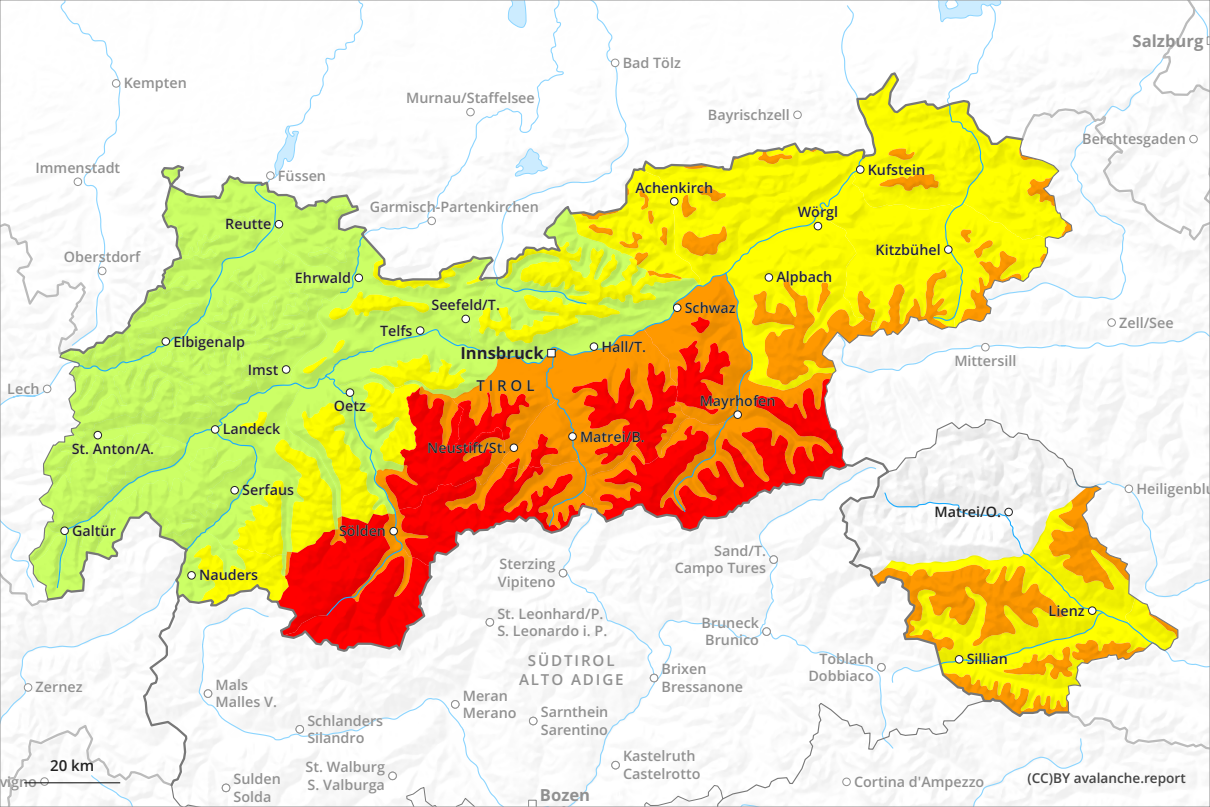 Salzburg
Bad Tölz
Kempten
Murnau/Staffelsee
Bayrischzell
Berchtesgaden
Immenstadt
Füssen
Kufstein
Achenkirch
Garmisch-Partenkirchen
Wörgl
Reutte
Kitzbühel
Oberstdorf
Ehrwald
Alpbach
Seefeld/T.
Schwaz
Zell/See
Telfs
Elbigenalp
Innsbruck
Hall/T.
Mittersill
Imst
TIROL
Lech
Oetz
Mayrhofen
Landeck
Matrei/B.
St. Anton/A.
Neustift/St.
Serfaus
Heiligenblu
Matrei/O.
Galtür
Sölden
Sand/T.
Campo Tures
Sterzing
Vipiteno
Nauders
St. Leonhard/P.
S. Leonardo i. P.
Lienz
Bruneck
Brunico
Sillian
SÜDTIROL
ALTO ADIGE
Toblach
Dobbiaco
Brixen
Bressanone
Zernez
Mals
Malles V.
Meran
Merano
Sarnthein
Sarentino
Schlanders
Silandro
Kastelruth
Castelrotto
20 km
St. Walburg
S. Valburga
vigno
Sulden
Solda
Cortina d'Ampezzo
(CC)BY avalanche.report
Bozen